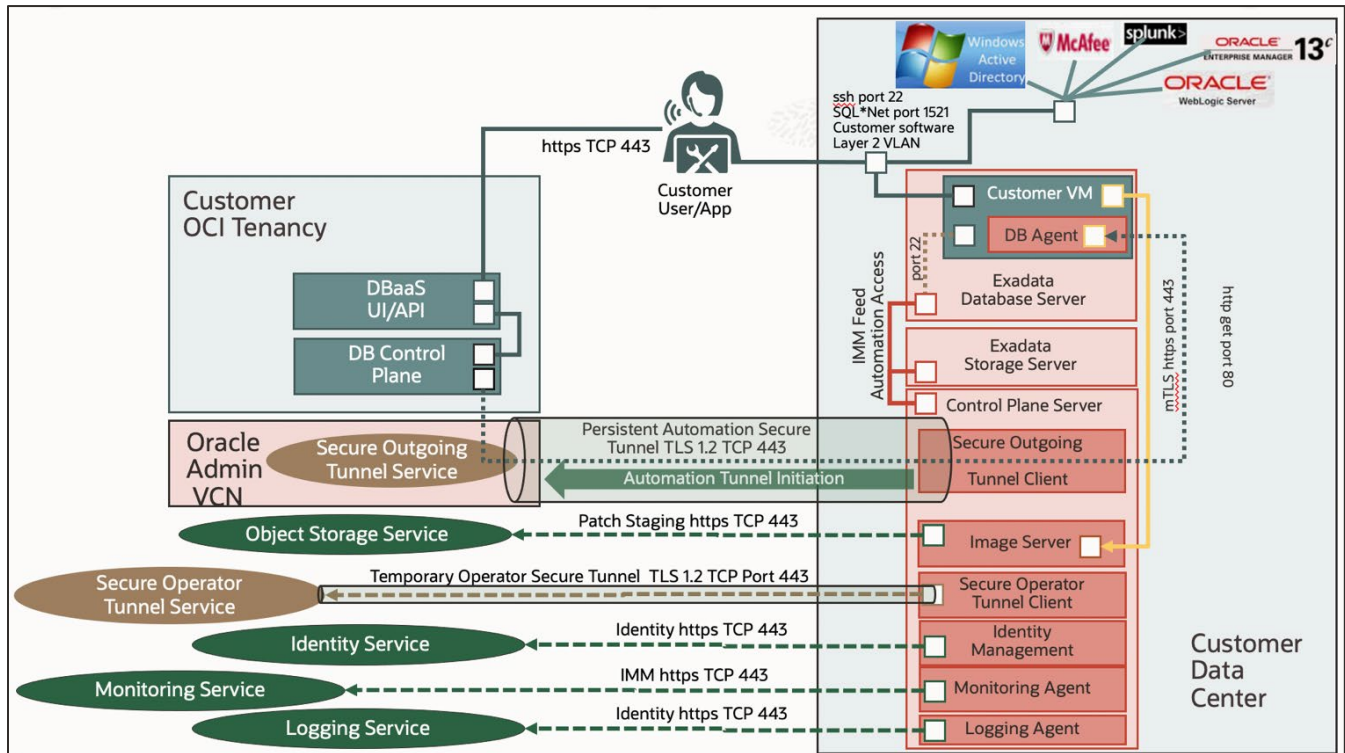 Windows
Active
Directory
McAfee
splunk>
ORACLE
ENTERPRISE MANAGER 13c
ORACLE
WebLogic Server
ssh port 22
SQL*Net port 1521
Customer software
Layer 2 VLAN
https TCP 443
Customer
User/App
Customer
OCI Tenancy
DBaaS
UI/API
DB Control
Plane
Customer VM
DB Agent
port 22
Exadata
Database Server
IMM Feed
Automation Access
Exadata
Storage Server
Control Plane Server
mTLS https port 443
http get port 80
Oracle
Admin
VCN
Secure Outgoing
Tunnel Service
Persistent Automation Secure
Tunnel TLS 1.2 TCP 443
Automation Tunnel Initiation
Secure Outgoing
Tunnel Client
Object Storage Service
Patch Staging https TCP 443
Image Server
Secure Operator
Tunnel Service
Temporary Operator Secure Tunnel TLS 1.2 TCP Port 443
Secure Operator
Tunnel Client
Identity Service
Identity https TCP 443
Identity
Management
Monitoring Service
IMM https TCP 443
Monitoring Agent
Logging Service
Identity https TCP 443
Logging Agent
Customer
Data
Center